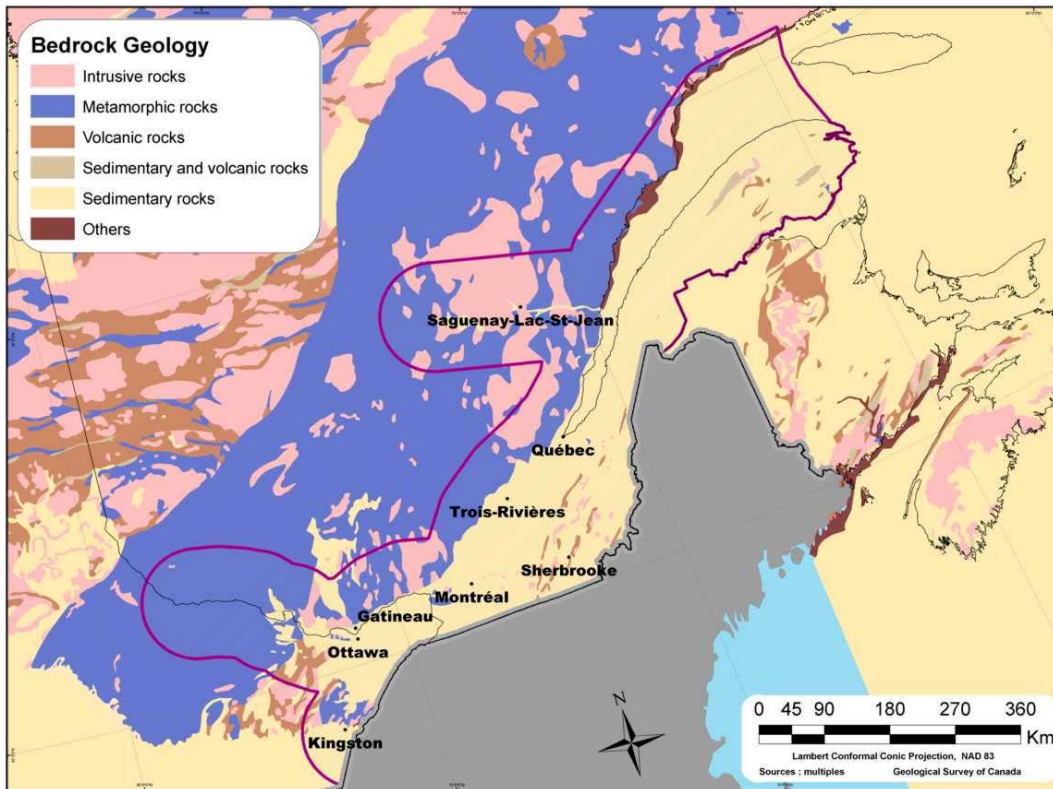 Bedrock Geology
Intrusive rocks
Metamorphic rocks
Volcanic rocks
Sedimentary and volcanic rocks
Sedimentary rocks
Others
Saguenay-Lac-St-Jean
Québec
Trois-Rivières
Sherbrooke
Montréal
Gatineau
Ottawa
Kingston
N
0 45 90 180 270 360
Km
Lambert Conformal Conic Projection, NAD 83
Sources : multiples Geological Survey of Canada